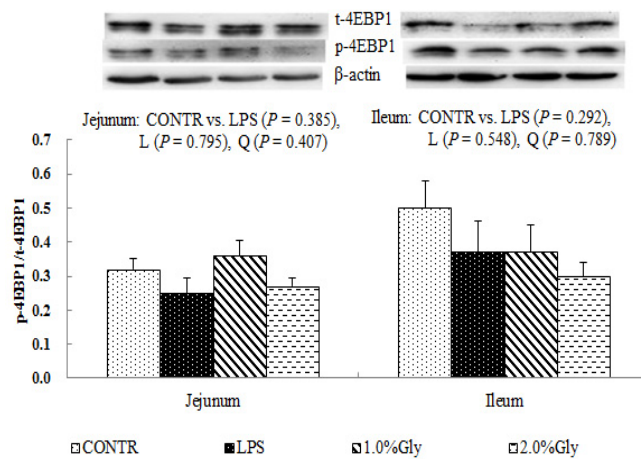 t-4EBP1
p-4EBP1
β-actin
Jejunum: CONTR vs. LPS (P = 0.385),
L (P = 0.795), Q (P = 0.407)
Ileum: CONTR vs. LPS (P = 0.292),
L (P = 0.548), Q (P = 0.789)
p-4EBP1/t-4EBP1
0.7
0.6
0.5
0.4
0.3
0.2
0.1
0.0
Jejunum
Ileum
CONTR
LPS
1.0%Gly
2.0%Gly